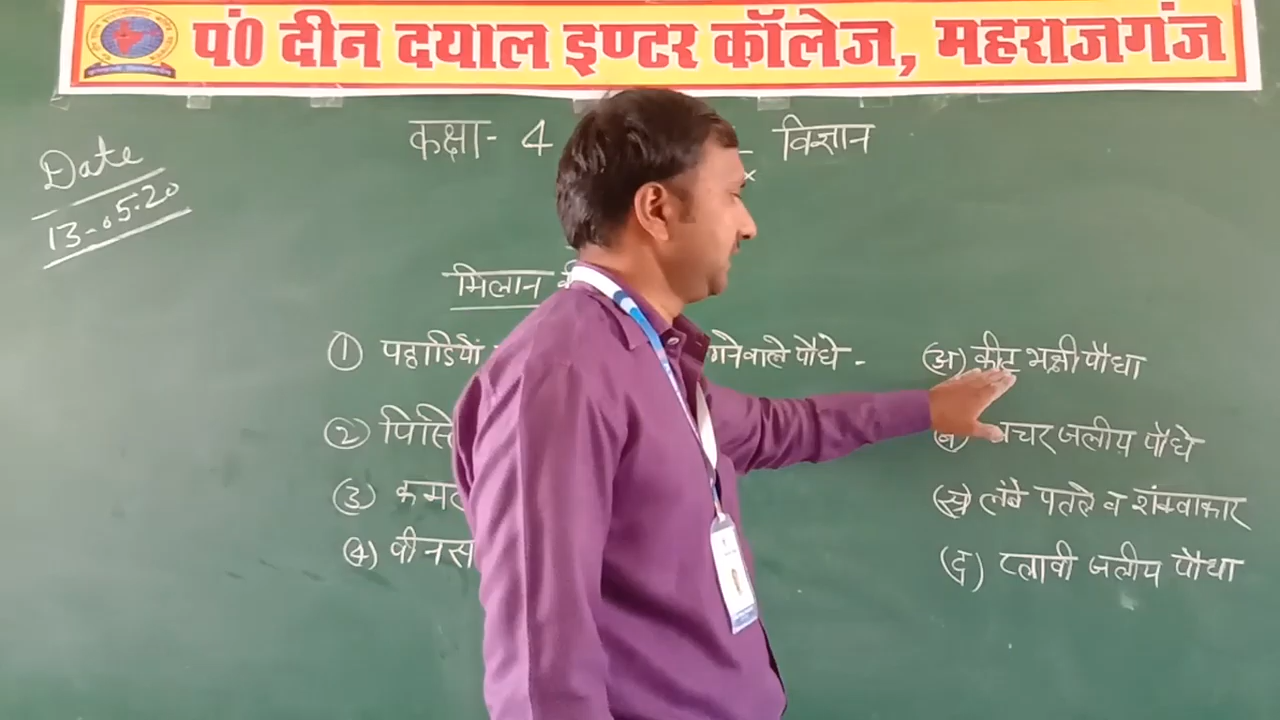 पं0 दीन दयाल इण्टर कॉलेज, महराजगंज
Date
13-05-20
कक्षा- 4 विज्ञान
मिलान
① पहाडियों गनेवाले पौधे - (अ) कीट भक्षी पौधा
② पिस्ति चर जलीय पौधे
③ कमल (स) लंबे पतले व शंक्वाकार
④ वीनस (द) प्लावी जलीय पौधा